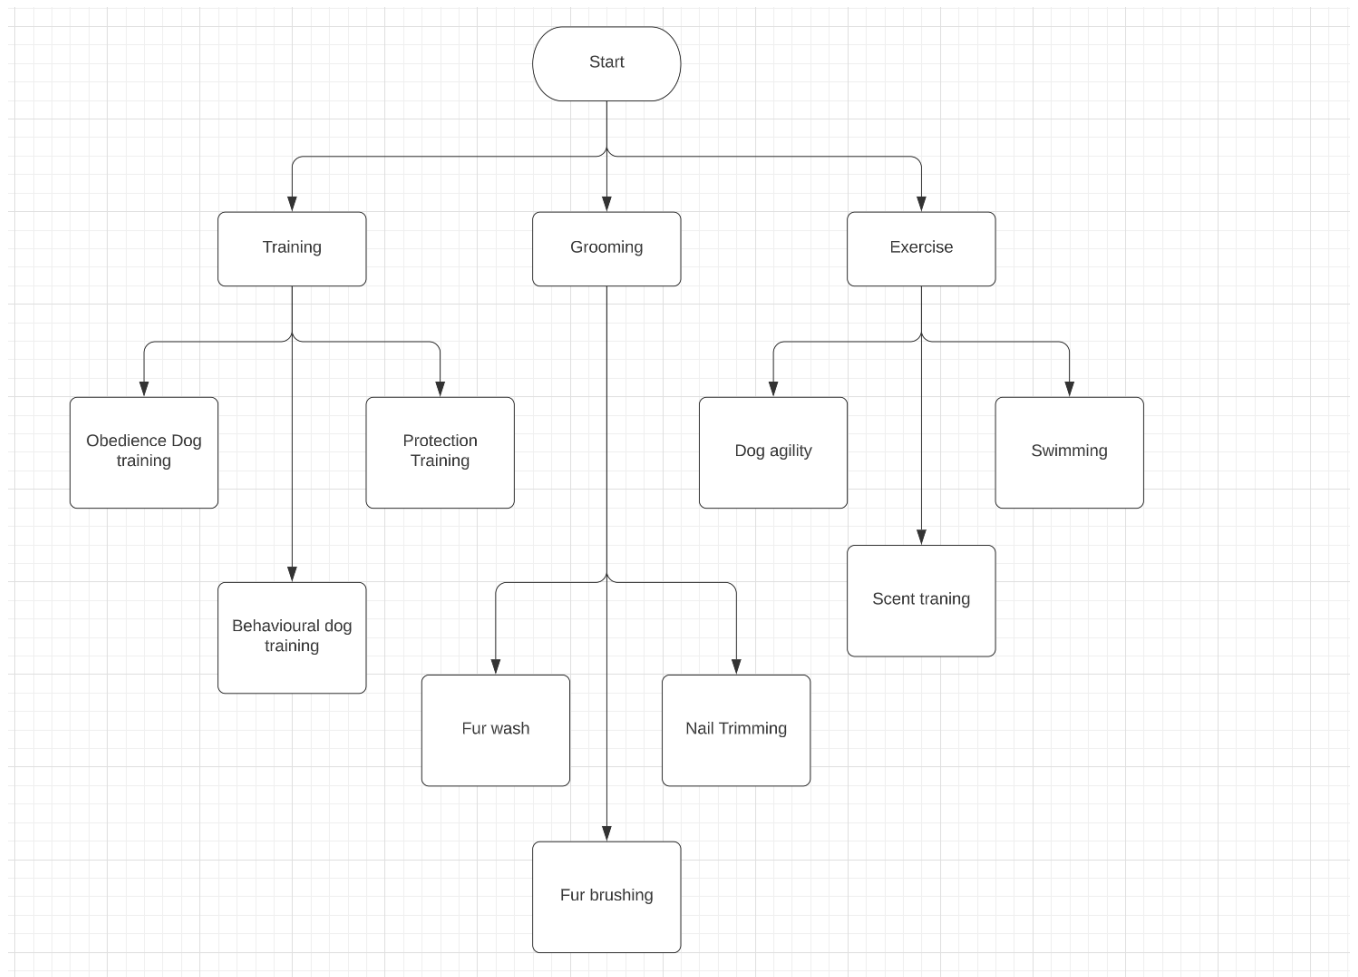 Start
Training
Grooming
Exercise
Obedience Dog
training
Protection
Training
Dog agility
Swimming
Scent traning
Behavioural dog
training
Fur wash
Nail Trimming
Fur brushing